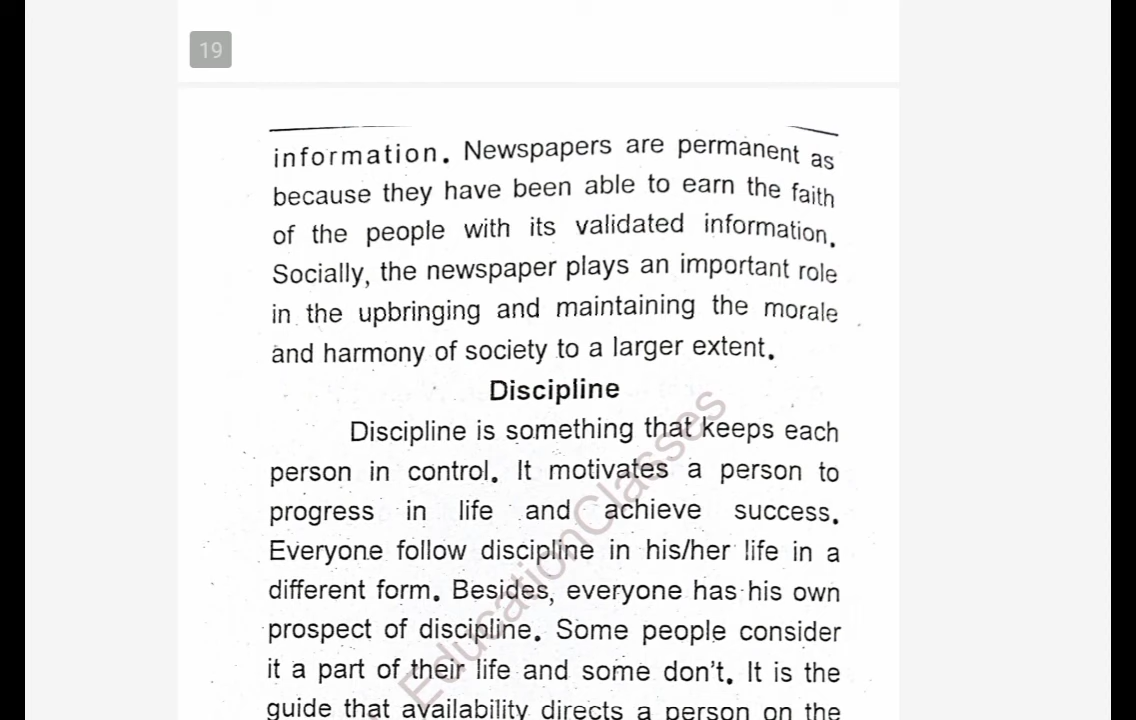 19
information. Newspapers are permanent as
because they have been able to earn the faith
of the people with its validated information.
Socially, the newspaper plays an important role
in the upbringing and maintaining the morale
and harmony of society to a larger extent.
Discipline
Discipline is something that keeps each
person in control. It motivates a person to
progress in life and achieve success.
Everyone follow discipline in his/her life in a
different form. Besides, everyone has his own
prospect of discipline. Some people consider
it a part of their life and some don't. It is the
guide that availability directs a person on the
EducationClasses